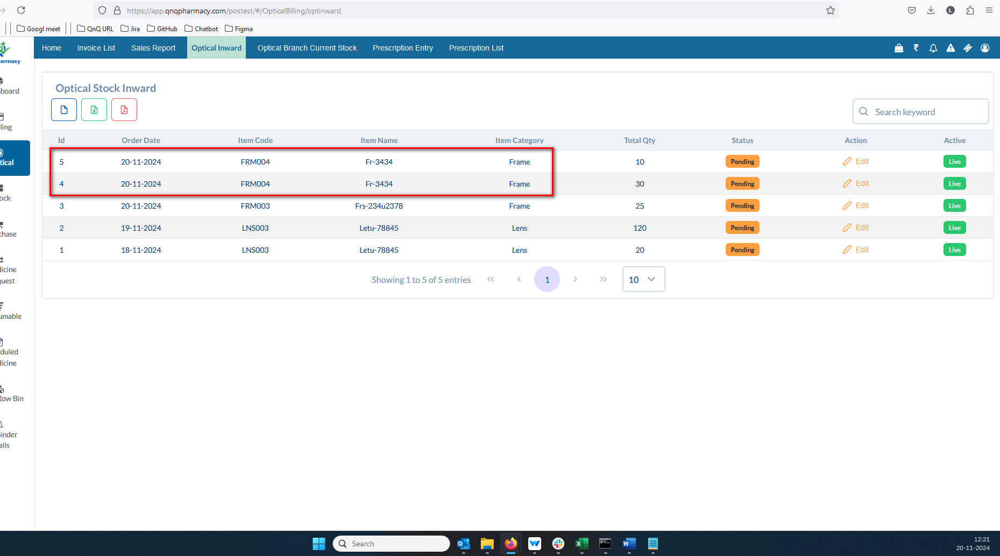 https://app.qnqpharmacy.com/postest/#/OpticalBilling/optinward
Googl meet QnQ URL Jira GitHub Chatbot Figma
armacy
Home Invoice List Sales Report Optical Inward Optical Branch Current Stock Prescription Entry Prescription List
board
ling
tical
ock
chase
dicine
quest
umable
duled
dicine
Row Bin
inder
alls
Optical Stock Inward
Search keyword
Id Order Date Item Code Item Name Item Category Total Qty Status Action Active
5 20-11-2024 FRM004 Fr-3434 Frame 10 Pending Edit Live
4 20-11-2024 FRM004 Fr-3434 Frame 30 Pending Edit Live
3 20-11-2024 FRM003 Frs-234u2378 Frame 25 Pending Edit Live
2 19-11-2024 LNS003 Letu-78845 Lens 120 Pending Edit Live
1 18-11-2024 LNS003 Letu-78845 Lens 20 Pending Edit Live
Showing 1 to 5 of 5 entries 1 10
Search
12:21
20-11-2024